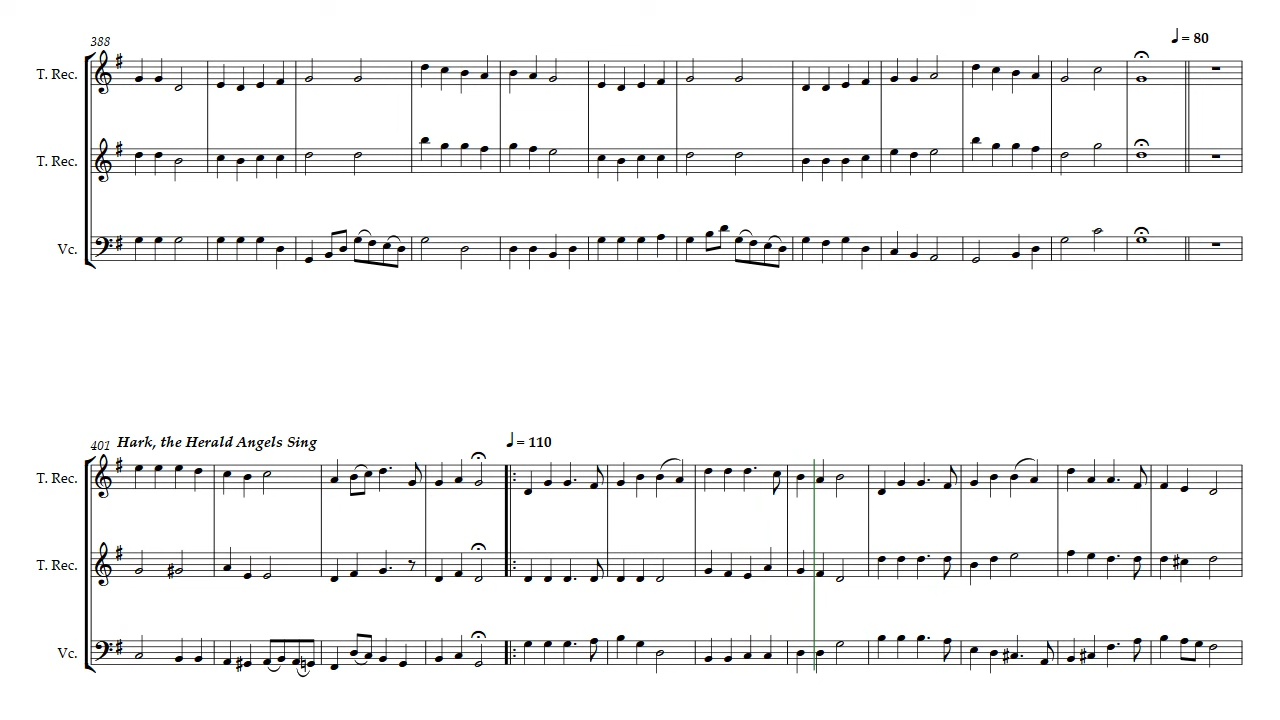 388
♩ = 80
T. Rec.
T. Rec.
Vc.
401 Hark, the Herald Angels Sing
♩ = 110
T. Rec.
T. Rec.
Vc.